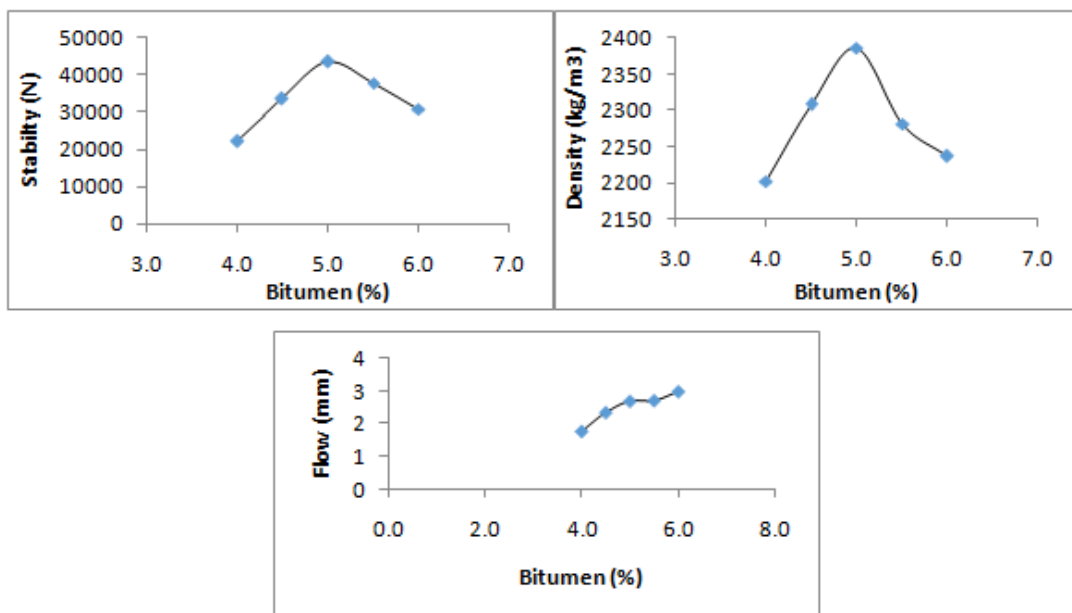 Stabilty (N)
50000
40000
30000
20000
10000
0
3.0 4.0 5.0 6.0 7.0
Bitumen (%)
Density (kg/m3)
2400
2350
2300
2250
2200
2150
3.0 4.0 5.0 6.0 7.0
Bitumen (%)
Flow (mm)
4
3
2
1
0
0.0 2.0 4.0 6.0 8.0
Bitumen (%)